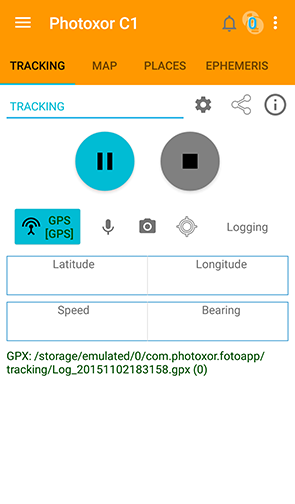 Photoxor C1
0
TRACKING MAP PLACES EPHEMERIS
TRACKING
GPS
[GPS]
Logging
Latitude Longitude
Speed Bearing
GPX: /storage/emulated/0/com.photoxor.fotoapp/
tracking/Log_20151102183158.gpx (0)